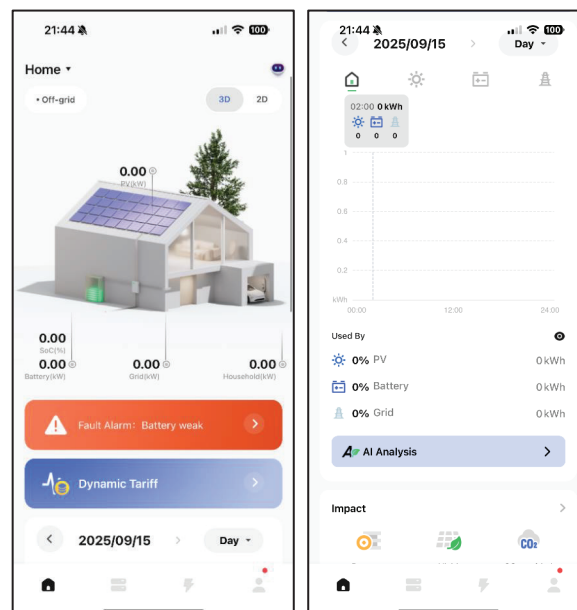 21:44
100
Home
• Off-grid
3D
2D
0.00
PV(kW)
0.00
SoC(%)
0.00
Battery(kW)
0.00
Grid(kW)
0.00
Household(kW)
Fault Alarm: Battery weak
Dynamic Tariff
2025/09/15
Day
21:44
100
2025/09/15
Day
02:00 0 kWh
0 0 0
1
0.8
0.6
0.4
0.2
kWh
00:00 12:00 24:00
Used By
0% PV 0 kWh
0% Battery 0 kWh
0% Grid 0 kWh
AI Analysis
Impact
CO2